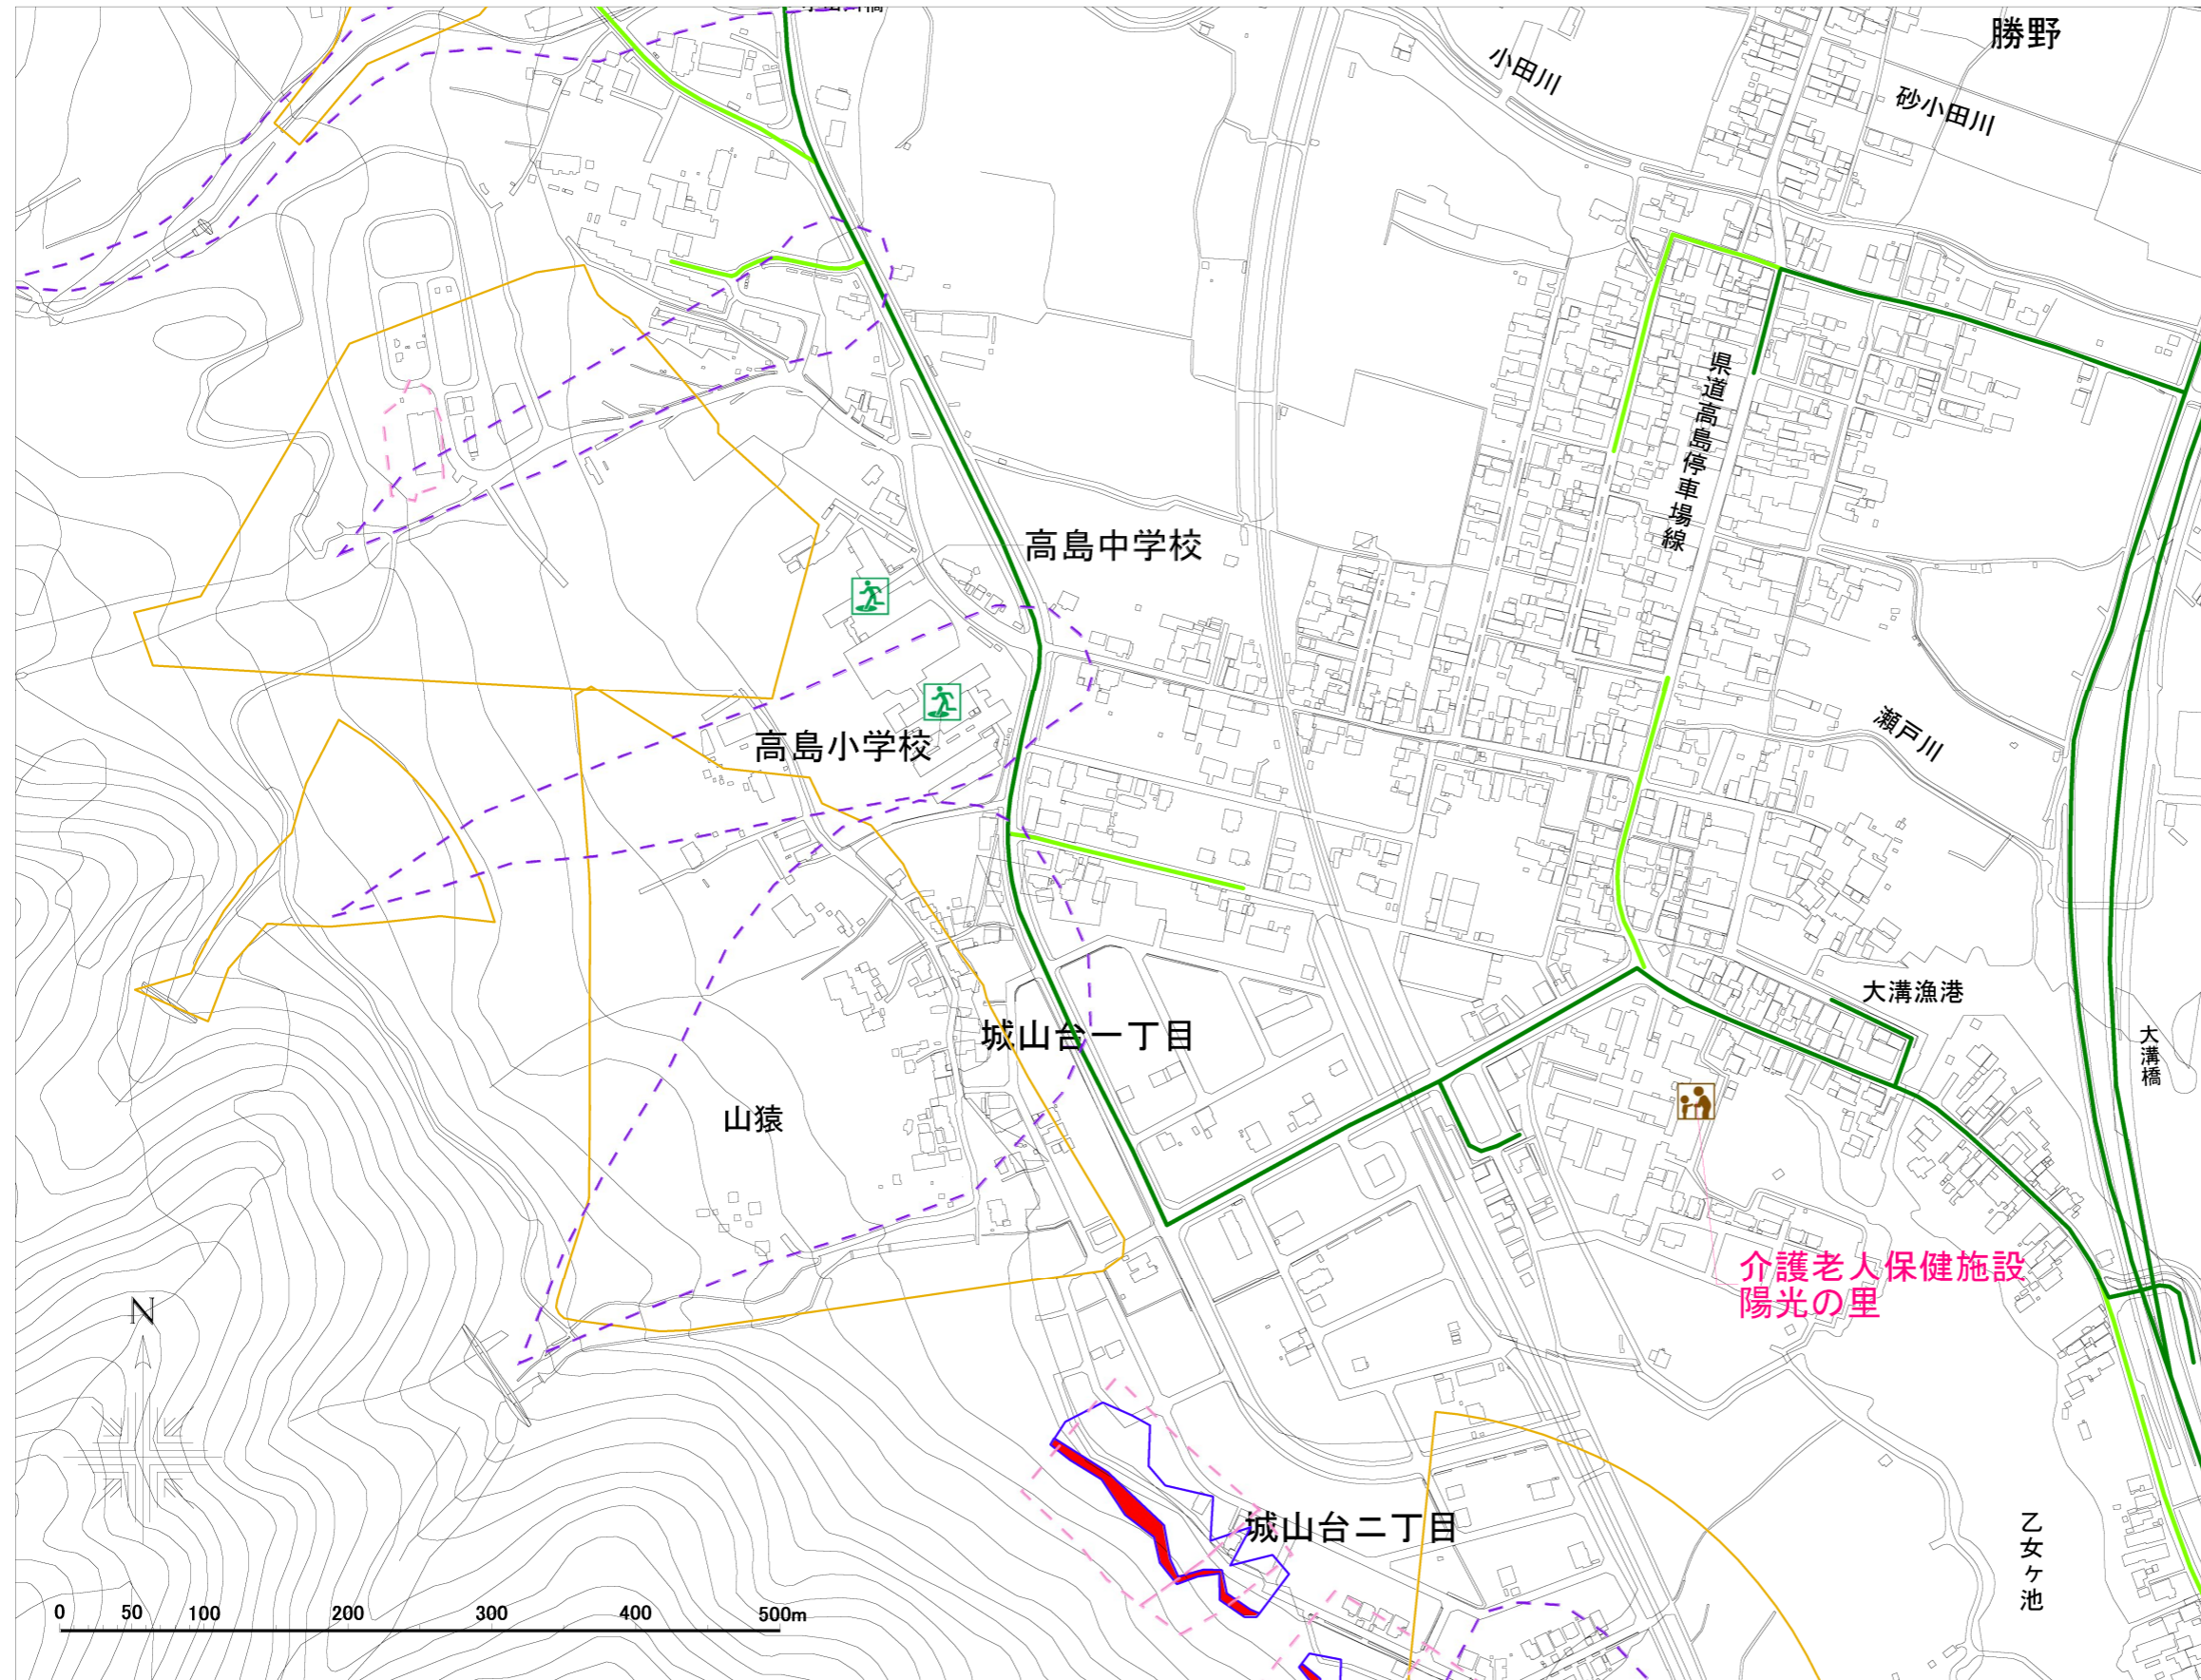 勝野
小田川
砂小田川
県道高島停車場線
高島中学校
高島小学校
瀬戸川
大溝漁港
城山台一丁目
大溝橋
山猿
介護老人保健施設
陽光の里
N
城山台二丁目
乙女ヶ池
0 50 100 200 300 400 500m